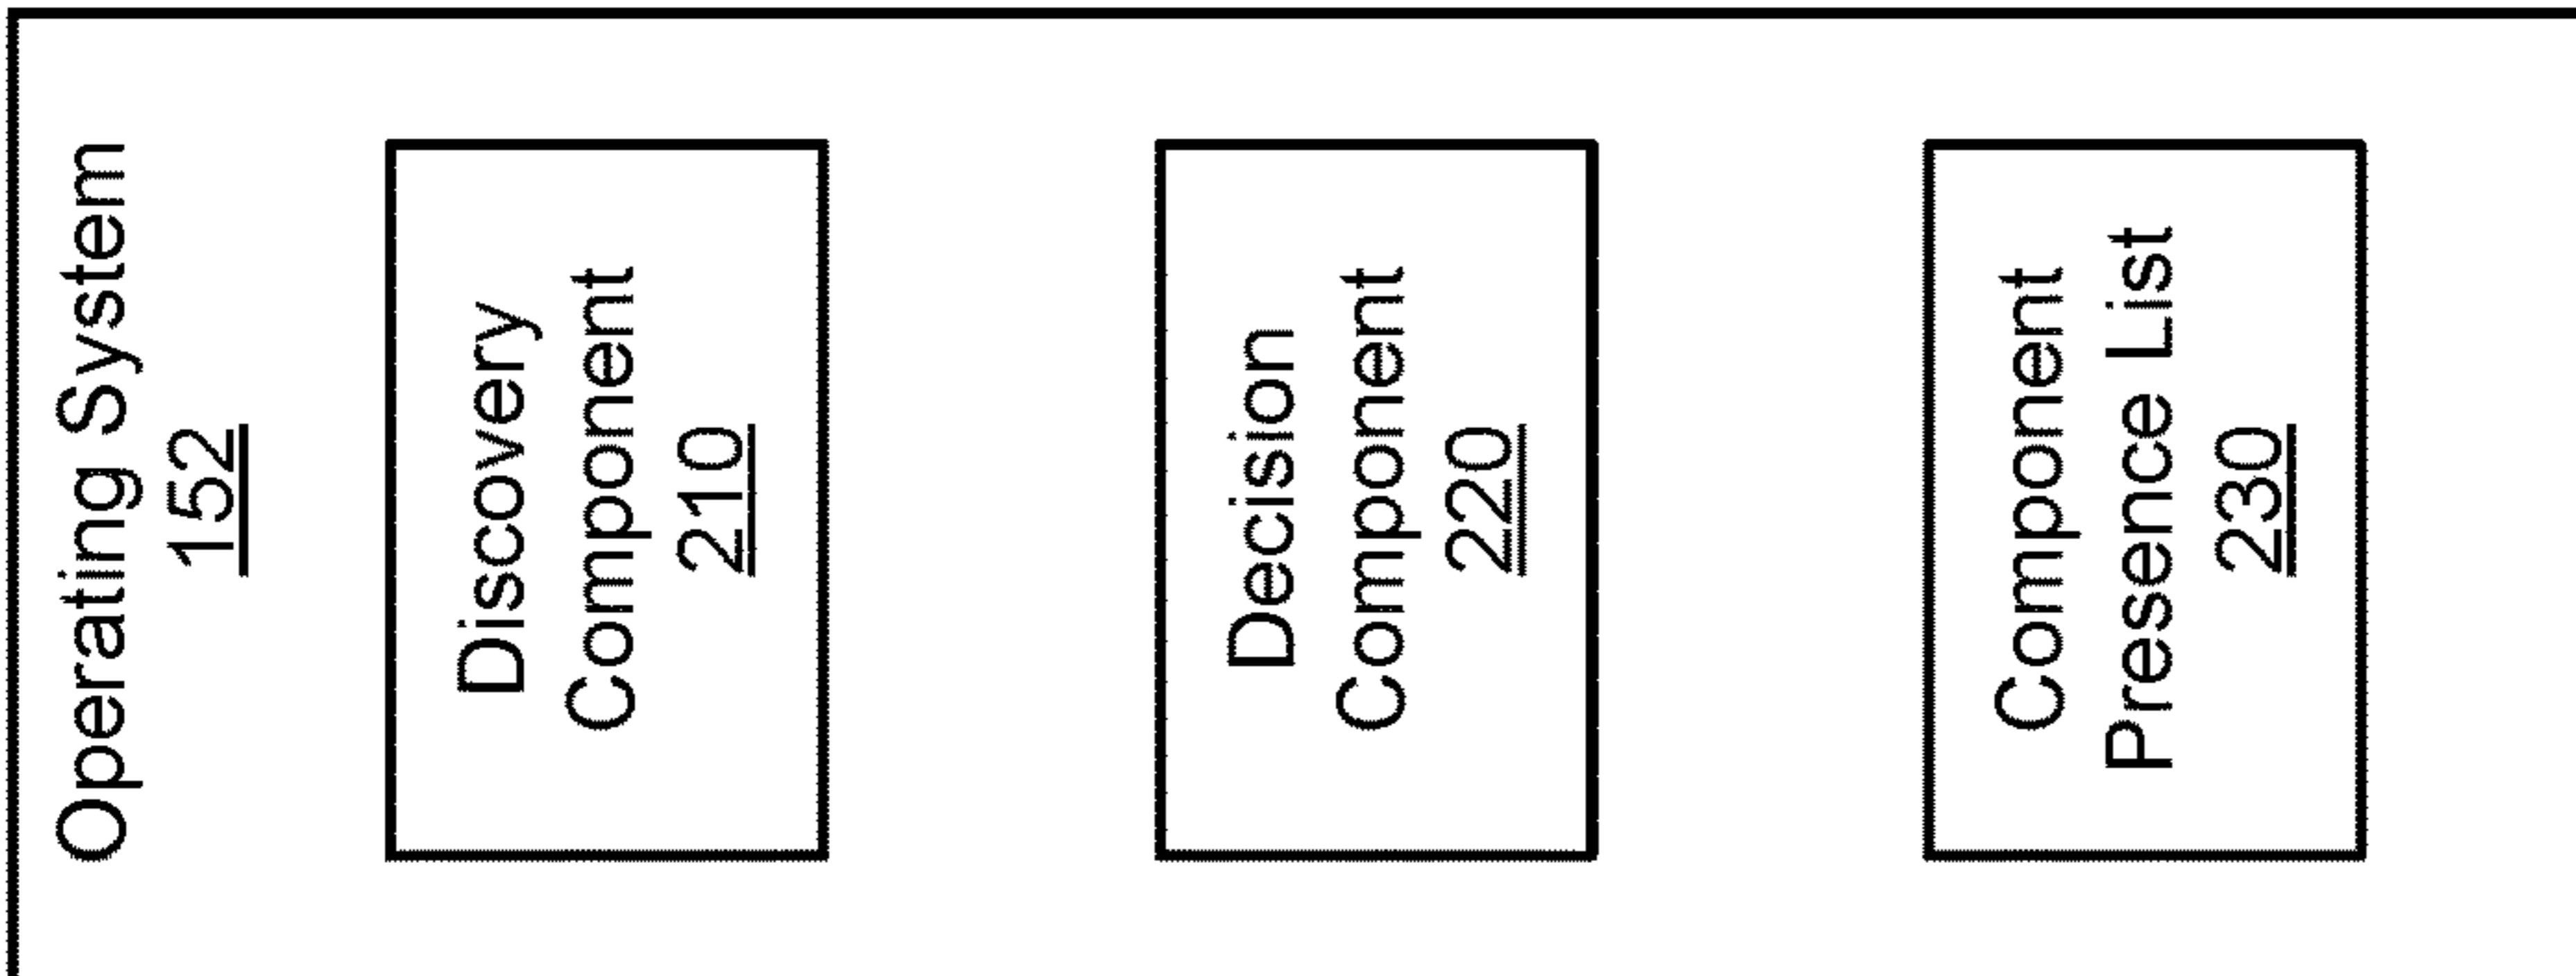 Operating System
152
Discovery
Component
210
Decision
Component
220
Component
Presence List
230